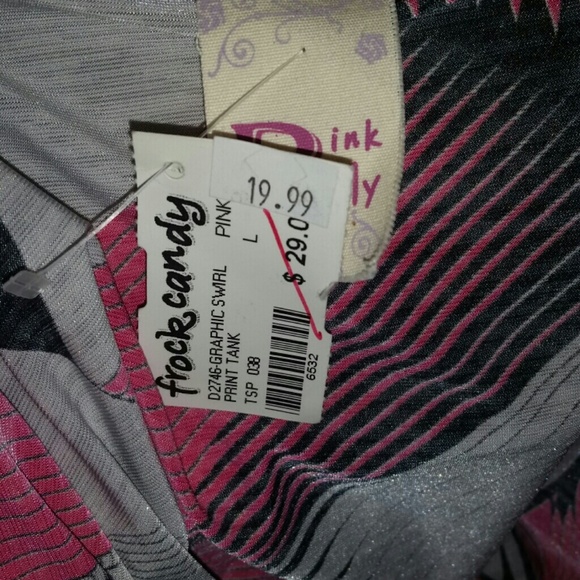 ink
ly
19.99
$ 29.0
frock candy
D2746-GRAPHIC SWIRL PINK
PRINT TANK L
TSP 038
6532